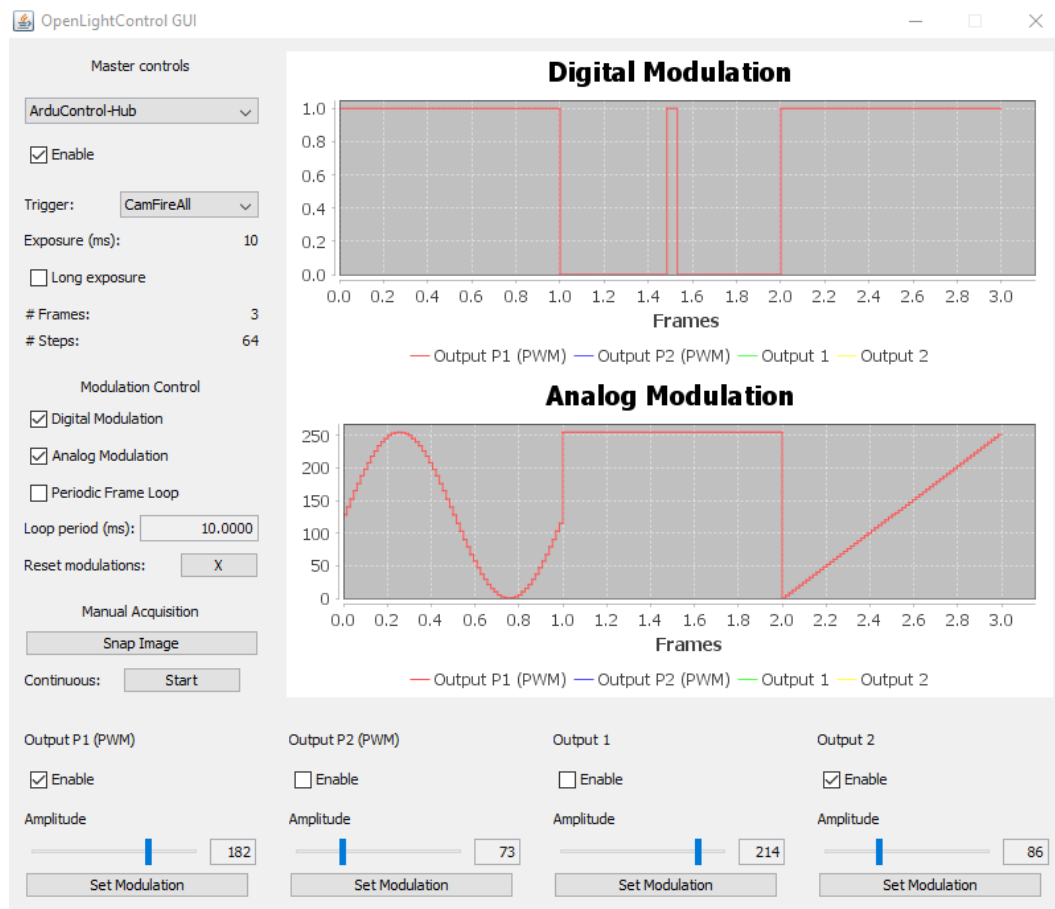 OpenLightControl GUI
Master controls
ArduControl-Hub
Enable
Trigger: CamFireAll
Exposure (ms): 10
Long exposure
# Frames: 3
# Steps: 64
Modulation Control
Digital Modulation
Analog Modulation
Periodic Frame Loop
Loop period (ms): 10.0000
Reset modulations: X
Manual Acquisition
Snap Image
Continuous: Start
Digital Modulation
1.0
0.8
0.6
0.4
0.2
0.0
0.0 0.2 0.4 0.6 0.8 1.0 1.2 1.4 1.6 1.8 2.0 2.2 2.4 2.6 2.8 3.0
Frames
Output P1 (PWM) Output P2 (PWM) Output 1 Output 2
Analog Modulation
250
200
150
100
50
0
0.0 0.2 0.4 0.6 0.8 1.0 1.2 1.4 1.6 1.8 2.0 2.2 2.4 2.6 2.8 3.0
Frames
Output P1 (PWM) Output P2 (PWM) Output 1 Output 2
Output P1 (PWM)
Enable
Amplitude
182
Set Modulation
Output P2 (PWM)
Enable
Amplitude
73
Set Modulation
Output 1
Enable
Amplitude
214
Set Modulation
Output 2
Enable
Amplitude
86
Set Modulation